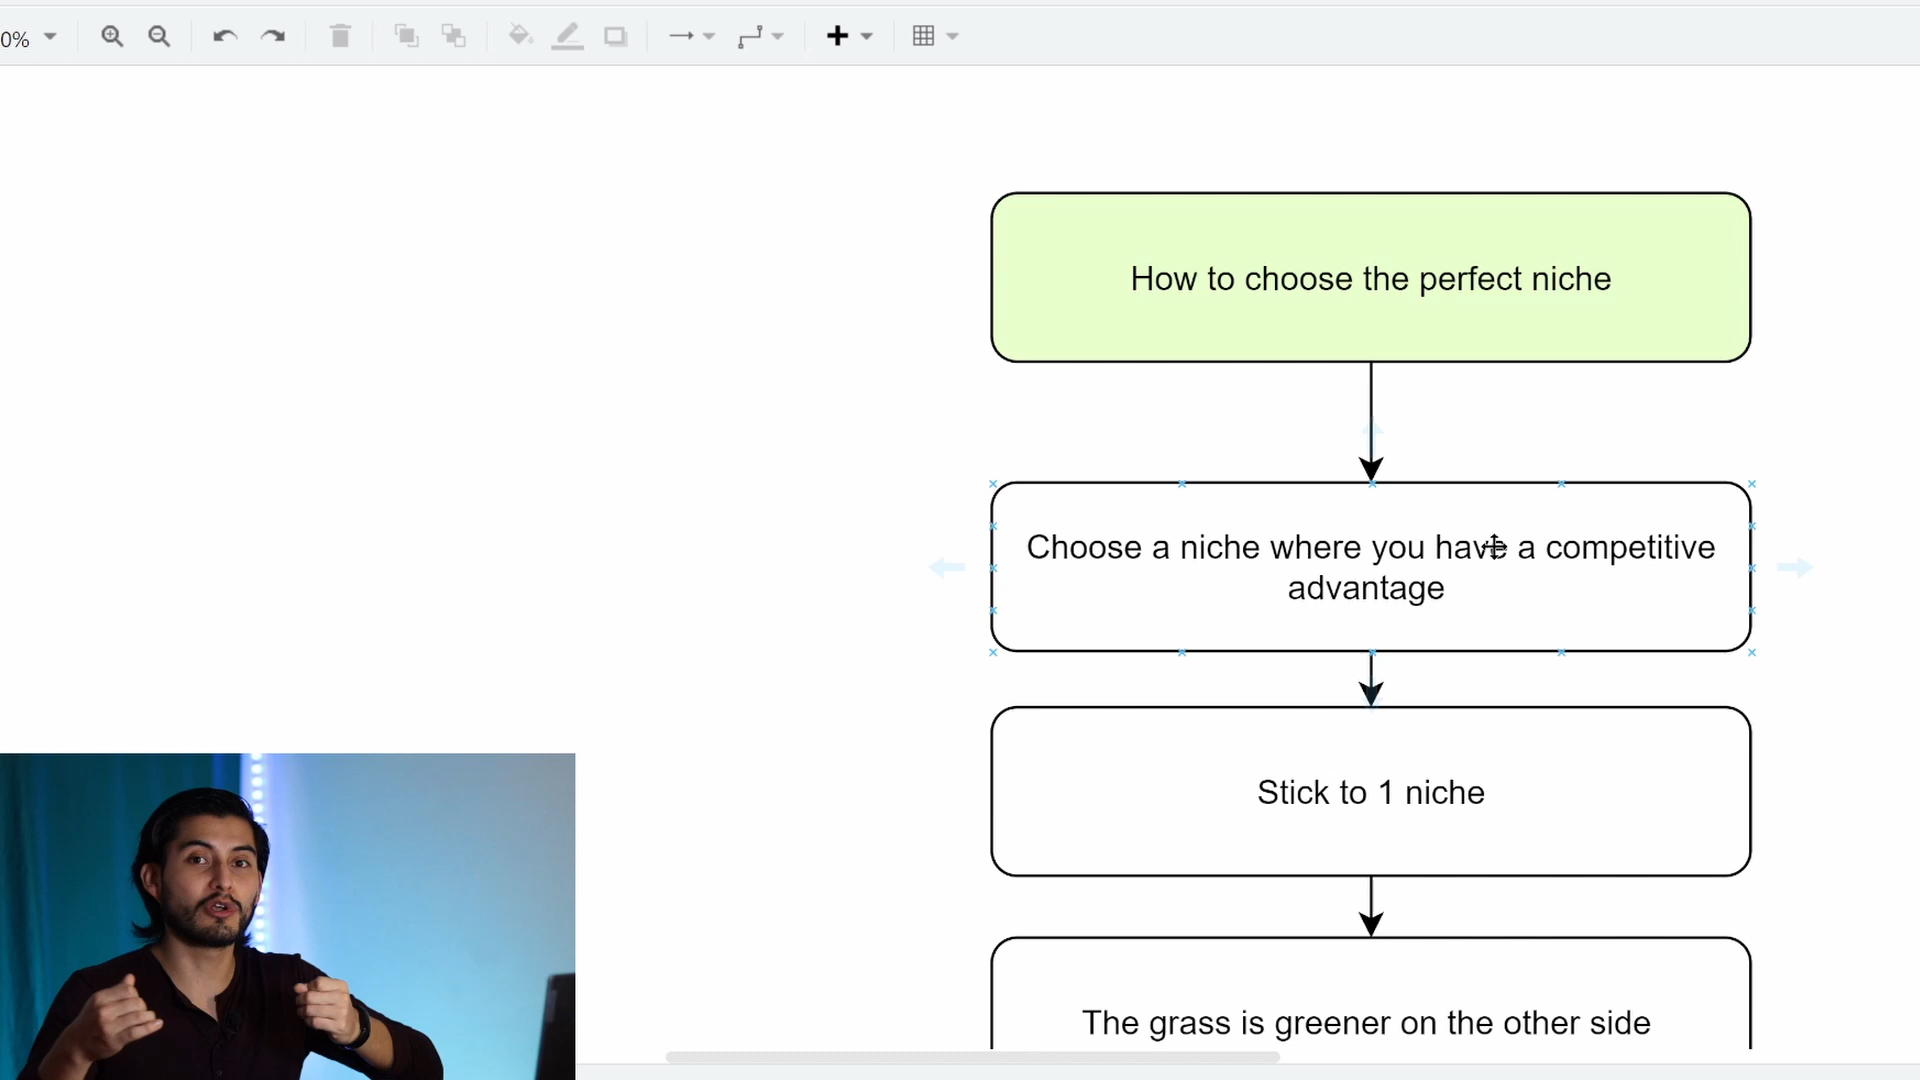 0%
How to choose the perfect niche
Choose a niche where you have a competitive
advantage
Stick to 1 niche
The grass is greener on the other side